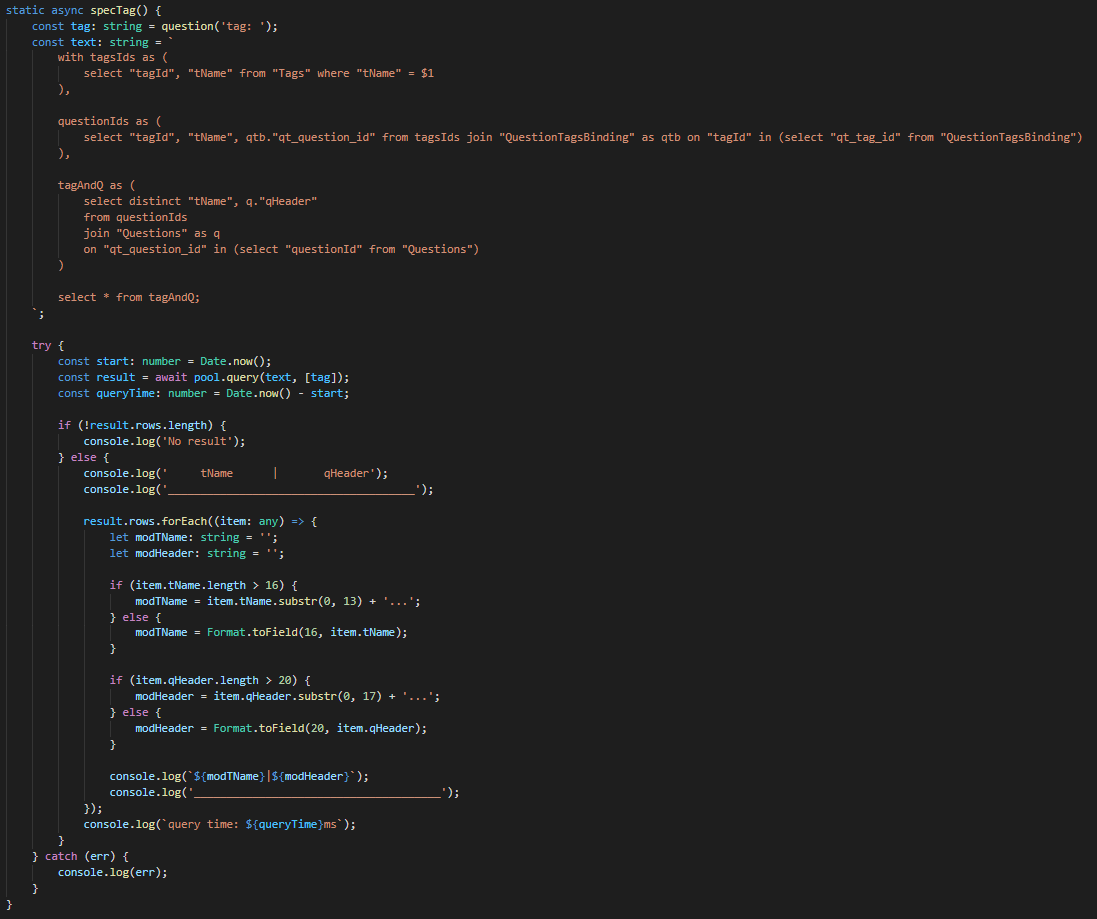 static async specTag() {
    const tag: string = question('tag: ');
    const text: string = `
        with tagsIds as (
            select "tagId", "tName" from "Tags" where "tName" = $1
        ),

        questionIds as (
            select "tagId", "tName", qtb."qt_question_id" from tagsIds join "QuestionTagsBinding" as qtb on "tagId" in (select "qt_tag_id" from "QuestionTagsBinding")
        ),

        tagAndQ as (
            select distinct "tName", q."qHeader"
            from questionIds
            join "Questions" as q
            on "qt_question_id" in (select "questionId" from "Questions")
        )

        select * from tagAndQ;
    `;

    try {
        const start: number = Date.now();
        const result = await pool.query(text, [tag]);
        const queryTime: number = Date.now() - start;

        if (!result.rows.length) {
            console.log('No result');
        } else {
            console.log('     tName      |       qHeader');
            console.log('______________________________________');

            result.rows.forEach((item: any) => {
                let modTName: string = '';
                let modHeader: string = '';

                if (item.tName.length > 16) {
                    modTName = item.tName.substr(0, 13) + '...';
                } else {
                    modTName = Format.toField(16, item.tName);
                }

                if (item.qHeader.length > 20) {
                    modHeader = item.qHeader.substr(0, 17) + '...';
                } else {
                    modHeader = Format.toField(20, item.qHeader);
                }

                console.log(`${modTName}|${modHeader}`);
                console.log('______________________________________');
            });
            console.log(`query time: ${queryTime}ms`);
        }
    } catch (err) {
        console.log(err);
    }
}